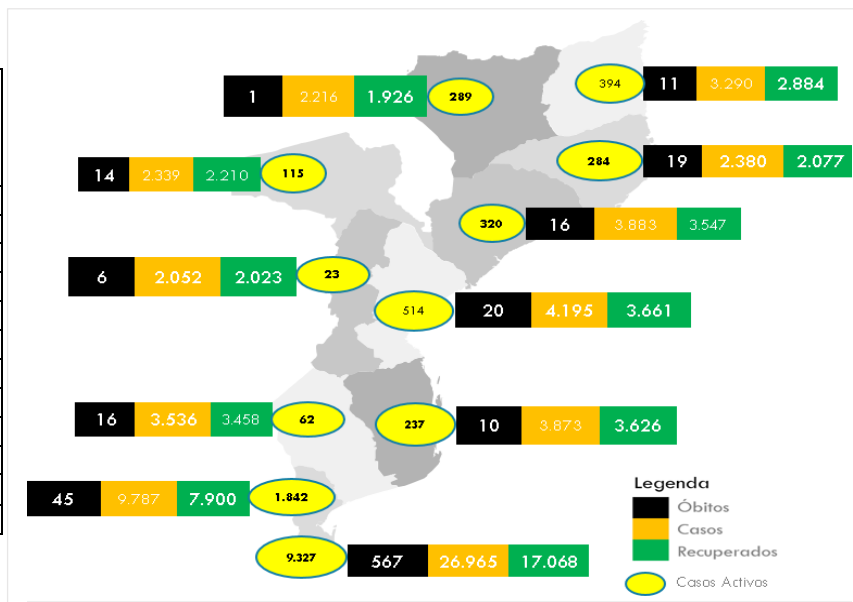 394 11 3.290 2.884
1 2.216 1.926 289
284 19 2.380 2.077
14 2.339 2.210 115
320 16 3.883 3.547
6 2.052 2.023 23
514 20 4.195 3.661
16 3.536 3.458 62
237 10 3.873 3.626
45 9.787 7.900 1.842
9.327 567 26.965 17.068
Legenda
Óbitos
Casos
Recuperados
Casos Activos